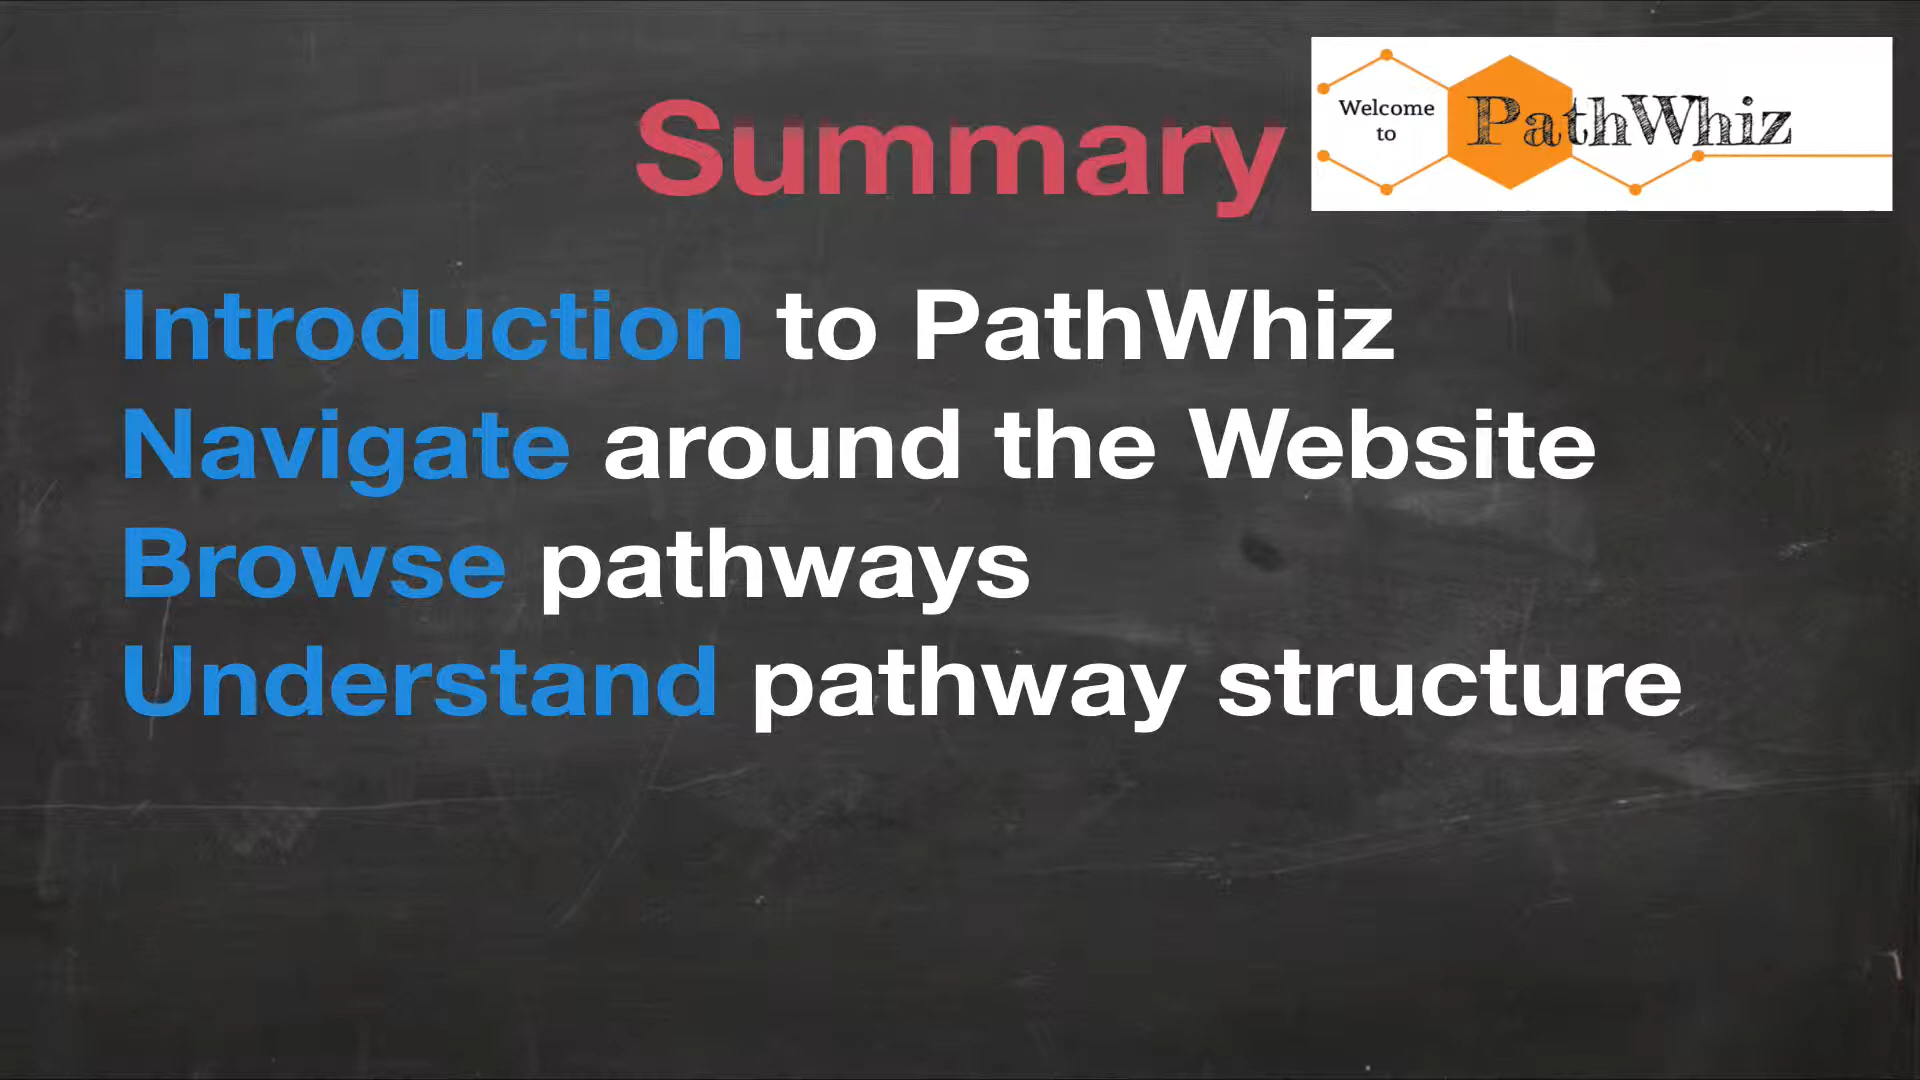 Summary
Welcome
to
PathWhiz
Introduction to PathWhiz
Navigate around the Website
Browse pathways
Understand pathway structure